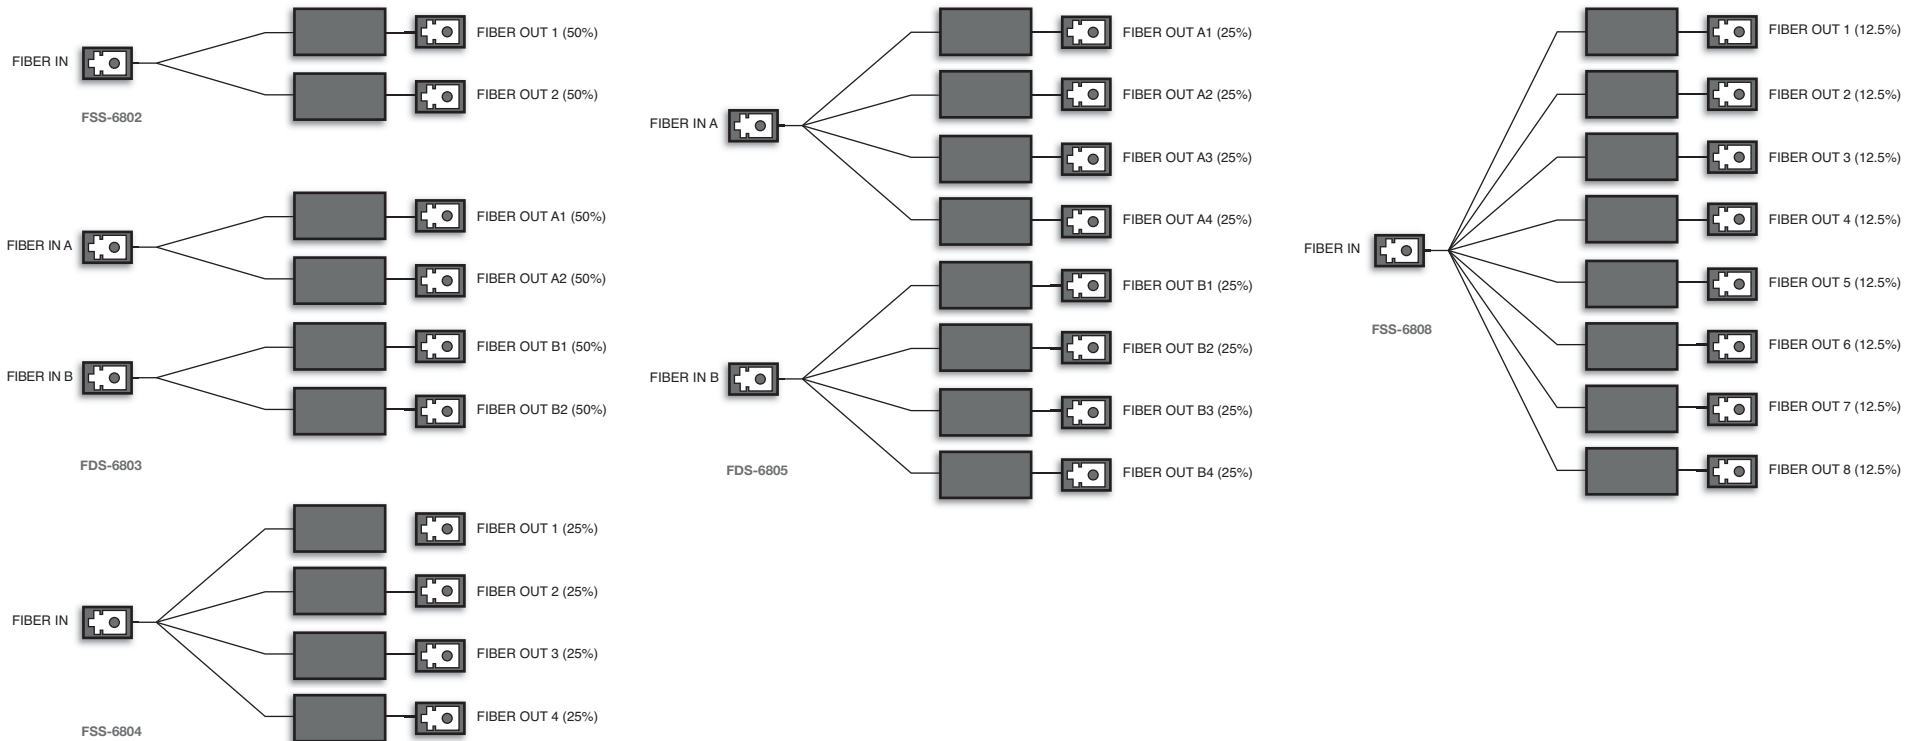 FIBER IN
FIBER OUT 1 (50%)
FIBER OUT 2 (50%)
FSS-6802
FIBER IN A
FIBER OUT A1 (50%)
FIBER OUT A2 (50%)
FIBER IN B
FIBER OUT B1 (50%)
FIBER OUT B2 (50%)
FDS-6803
FIBER IN
FIBER OUT 1 (25%)
FIBER OUT 2 (25%)
FIBER OUT 3 (25%)
FIBER OUT 4 (25%)
FSS-6804
FIBER IN A
FIBER OUT A1 (25%)
FIBER OUT A2 (25%)
FIBER OUT A3 (25%)
FIBER OUT A4 (25%)
FIBER IN B
FIBER OUT B1 (25%)
FIBER OUT B2 (25%)
FIBER OUT B3 (25%)
FIBER OUT B4 (25%)
FDS-6805
FIBER IN
FIBER OUT 1 (12.5%)
FIBER OUT 2 (12.5%)
FIBER OUT 3 (12.5%)
FIBER OUT 4 (12.5%)
FIBER OUT 5 (12.5%)
FIBER OUT 6 (12.5%)
FIBER OUT 7 (12.5%)
FIBER OUT 8 (12.5%)
FSS-6808